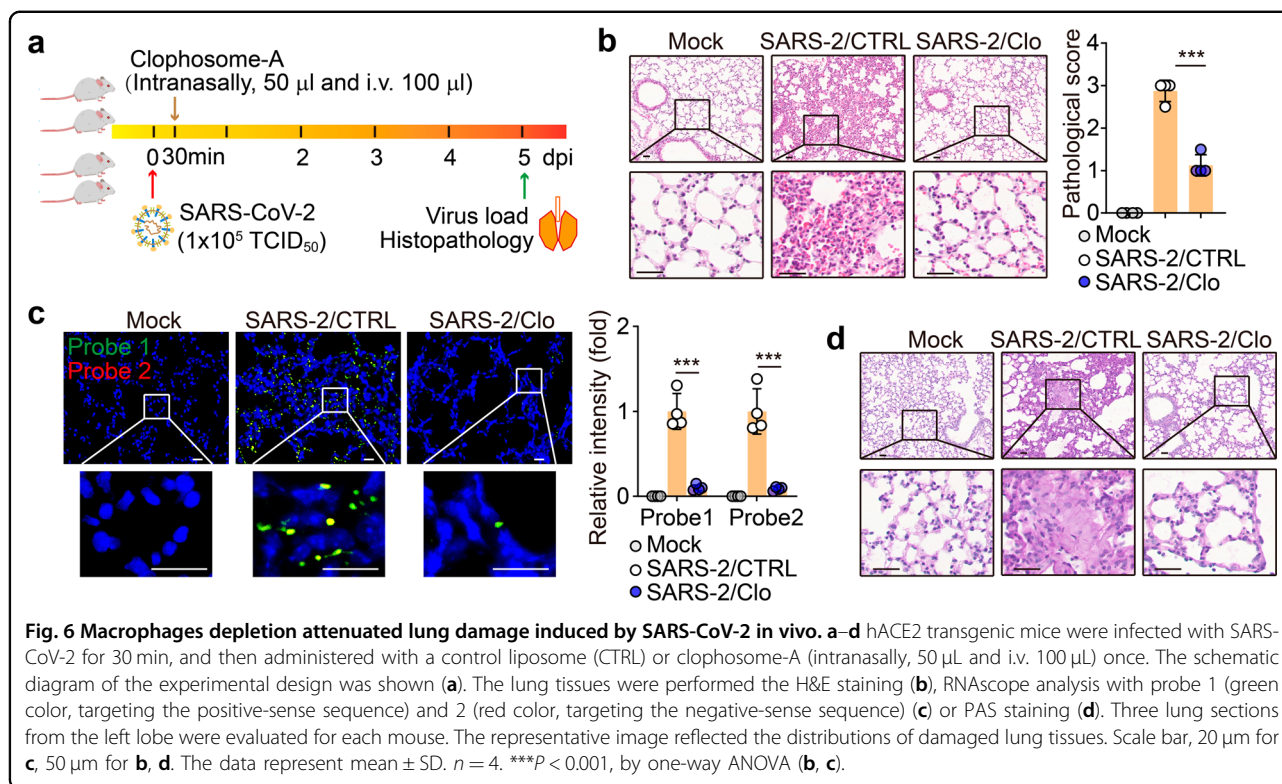 a
Clophosome-A
(Intranasally, 50 μl and i.v. 100 μl)
0 30min 2 3 4 5 dpi
SARS-CoV-2
(1x10⁵ TCID₅₀)
Virus load
Histopathology
b
Mock SARS-2/CTRL SARS-2/Clo
Pathological score
4
3
2
1
0
***
Mock
SARS-2/CTRL
SARS-2/Clo
c
Mock SARS-2/CTRL SARS-2/Clo
Probe 1
Probe 2
Relative intensity (fold)
2
1
0
*** ***
Probe1 Probe2
Mock
SARS-2/CTRL
SARS-2/Clo
d
Mock SARS-2/CTRL SARS-2/Clo
Fig. 6 Macrophages depletion attenuated lung damage induced by SARS-CoV-2 in vivo. a–d hACE2 transgenic mice were infected with SARS-
CoV-2 for 30 min, and then administered with a control liposome (CTRL) or clophosome-A (intranasally, 50 μL and i.v. 100 μL) once. The schematic
diagram of the experimental design was shown (a). The lung tissues were performed the H&E staining (b), RNAscope analysis with probe 1 (green
color, targeting the positive-sense sequence) and 2 (red color, targeting the negative-sense sequence) (c) or PAS staining (d). Three lung sections
from the left lobe were evaluated for each mouse. The representative image reflected the distributions of damaged lung tissues. Scale bar, 20 μm for
c, 50 μm for b, d. The data represent mean ± SD. n = 4. ***P < 0.001, by one-way ANOVA (b, c).